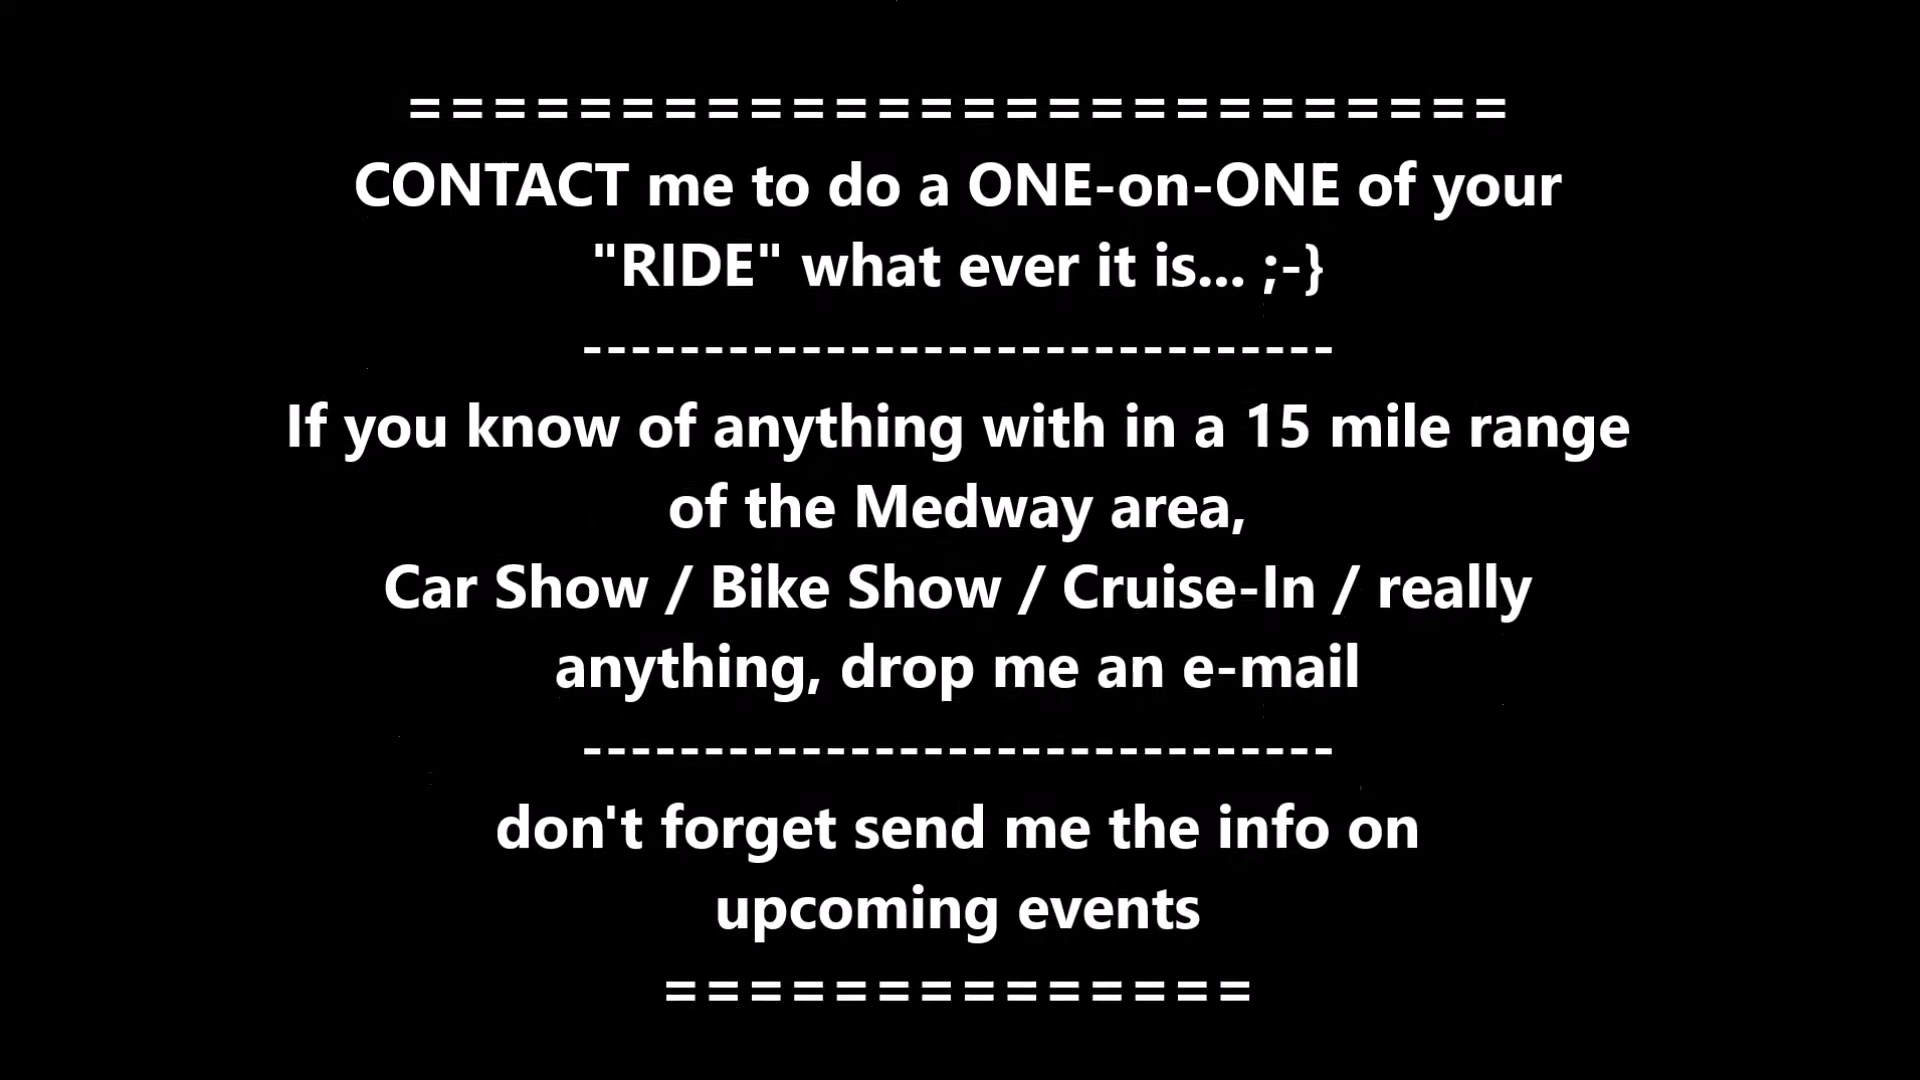 ==========================
CONTACT me to do a ONE-on-ONE of your
"RIDE" what ever it is... ;-}
-------------------------------
If you know of anything with in a 15 mile range
of the Medway area,
Car Show / Bike Show / Cruise-In / really
anything, drop me an e-mail
-------------------------------
don't forget send me the info on
upcoming events
==============